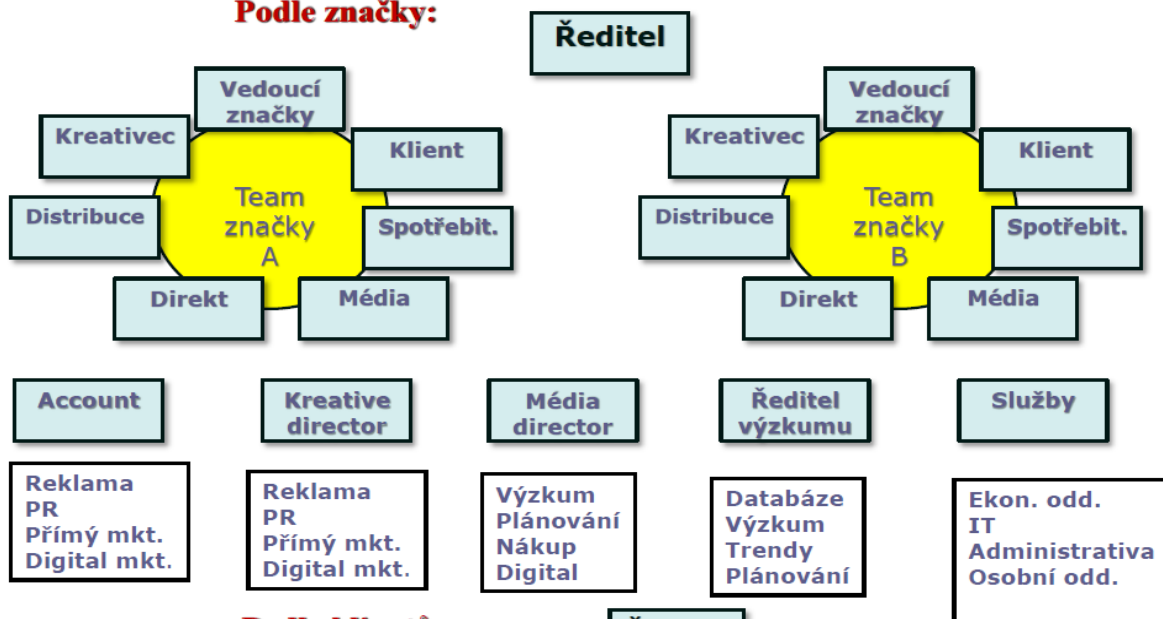 Podle značky:
Ředitel
Vedoucí
značky
Kreativec
Klient
Distribuce
Team
značky
A
Spotřebit.
Direkt
Média
Vedoucí
značky
Kreativec
Klient
Distribuce
Team
značky
B
Spotřebit.
Direkt
Média
Account
Kreative
director
Média
director
Ředitel
výzkumu
Služby
Reklama
PR
Přímý mkt.
Digital mkt.
Reklama
PR
Přímý mkt.
Digital mkt.
Výzkum
Plánování
Nákup
Digital
Databáze
Výzkum
Trendy
Plánování
Ekon. odd.
IT
Administrativa
Osobní odd.